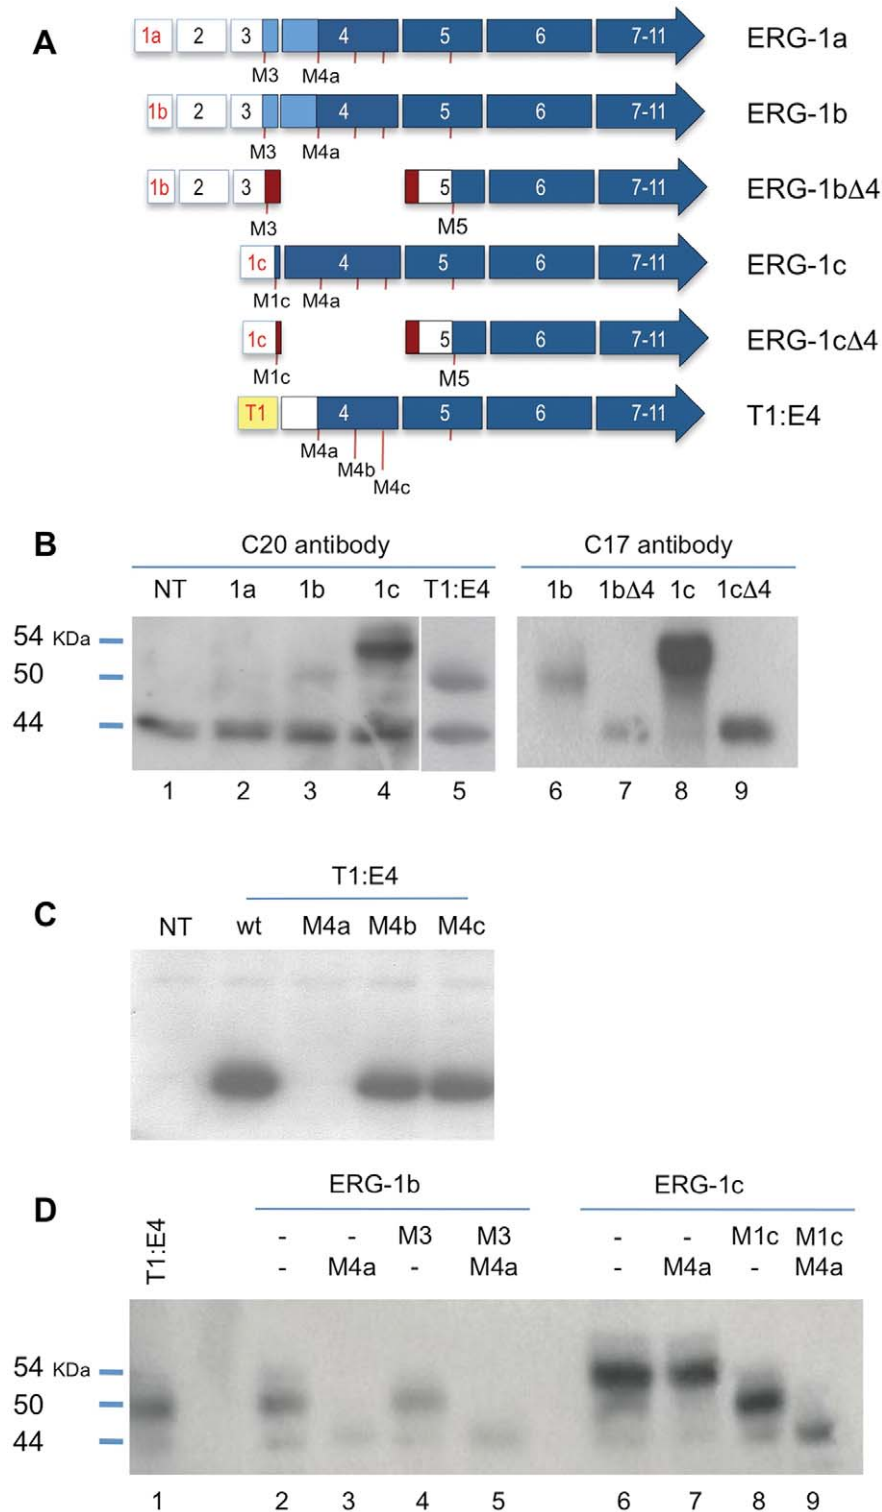 A
1a 2 3 4 5 6 7-11 ERG-1a
M3 M4a
1b 2 3 4 5 6 7-11 ERG-1b
M3 M4a
1b 2 3 5 6 7-11 ERG-1bΔ4
M3 M5
1c 4 5 6 7-11 ERG-1c
M1c M4a
1c 5 6 7-11 ERG-1cΔ4
M1c M5
T1 4 5 6 7-11 T1:E4
M4a
M4b
M4c
B
C20 antibody C17 antibody
NT 1a 1b 1c T1:E4 1b 1bΔ4 1c 1cΔ4
54 KDa
50
44
1 2 3 4 5 6 7 8 9
C
T1:E4
NT wt M4a M4b M4c
D
ERG-1b ERG-1c
T1:E4
- - M3 M3 - - M1c M1c
- M4a - M4a - M4a - M4a
54 KDa
50
44
1 2 3 4 5 6 7 8 9